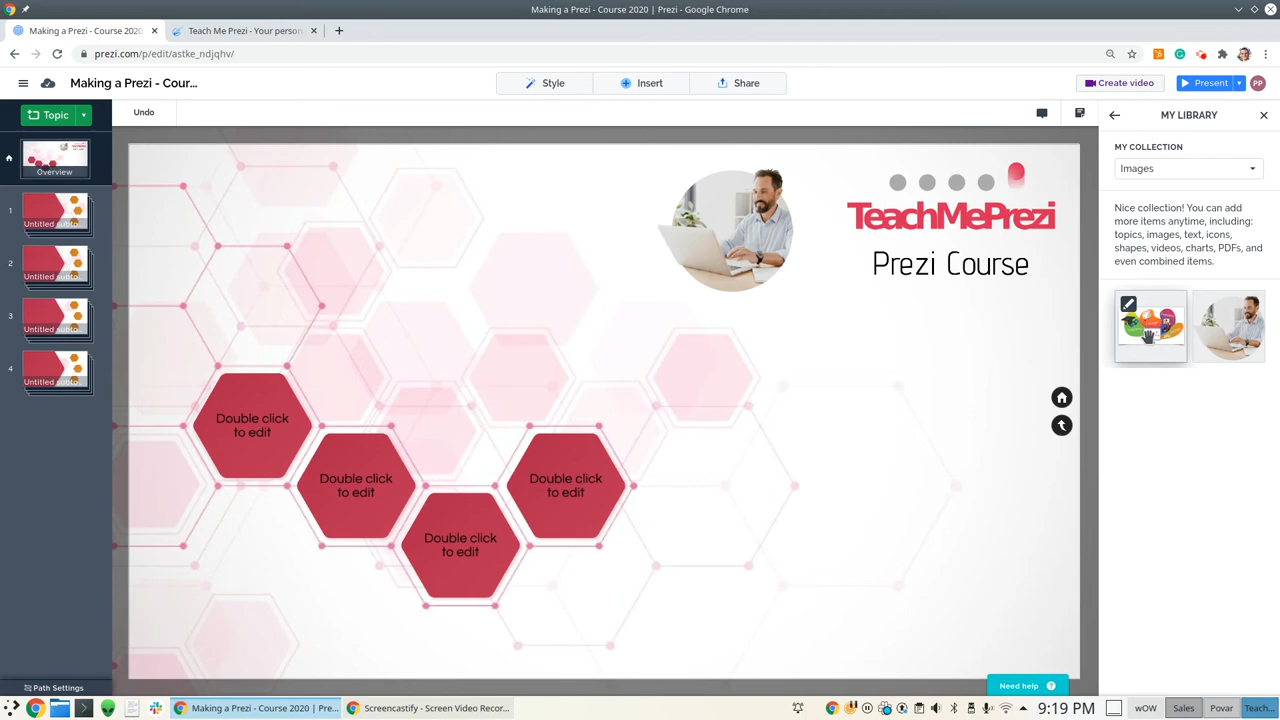 Making a Prezi - Course 2020 | Prezi - Google Chrome
Making a Prezi - Course 2020 Teach Me Prezi - Your person
prezi.com/p/edit/astke_ndjqhv/
Making a Prezi - Cour... Style Insert Share Create video Present PP
Topic Undo MY LIBRARY
Overview
1 Untitled subto...
2 Untitled subto...
3 Untitled subto...
4 Untitled subto...
TeachMePrezi
Prezi Course
Double click
to edit
Double click
to edit
Double click
to edit
Double click
to edit
MY COLLECTION
Images
Nice collection! You can add
more items anytime, including:
topics, images, text, icons,
shapes, videos, charts, PDFs, and
even combined items.
Need help ?
Path Settings
Making a Prezi - Course 2020 | Pre... Screencastify - Screen Video Recor... 9:19 PM wOW Sales Povar Teac...